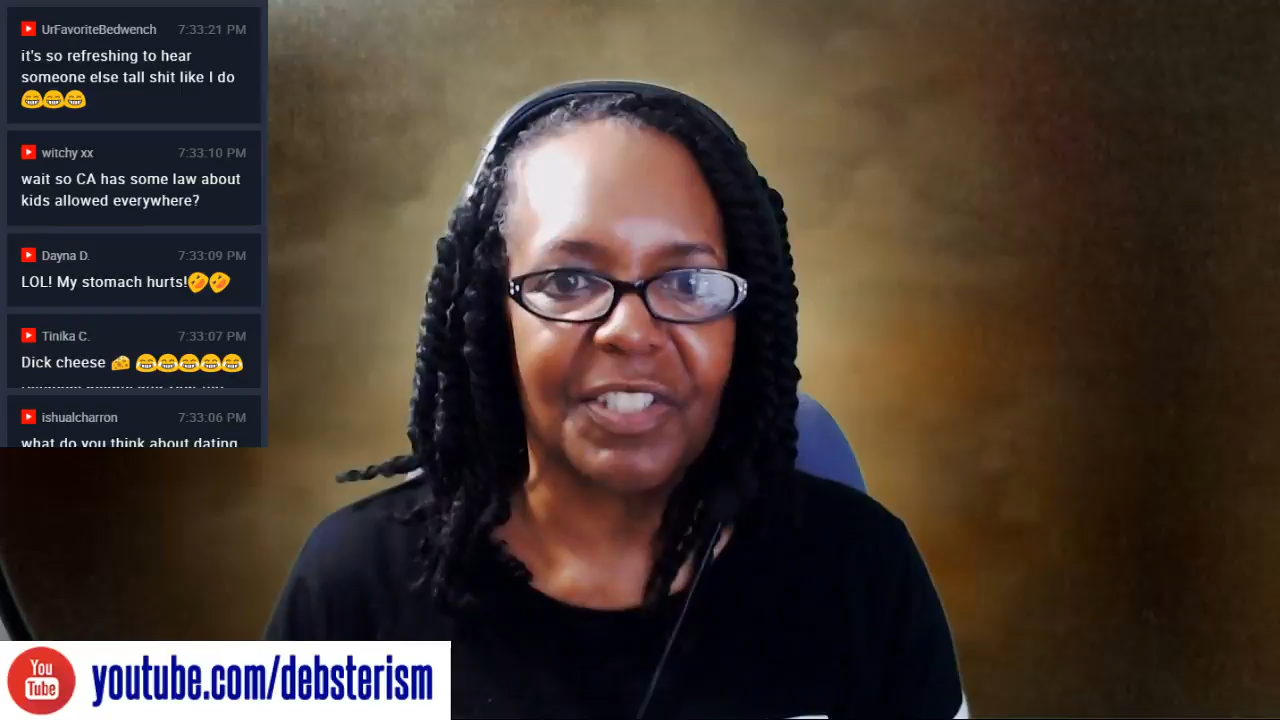 UrFavoriteBedwench 7:33:21 PM
it's so refreshing to hear
someone else tall shit like I do
😂😂😂
witchy xx 7:33:10 PM
wait so CA has some law about
kids allowed everywhere?
Dayna D. 7:33:09 PM
LOL! My stomach hurts!🤣🤣
Tinika C. 7:33:07 PM
Dick cheese 🧀 😂😂😂😂😂
ishualcharron 7:33:06 PM
what do you think about dating
You
Tube
youtube.com/debsterism